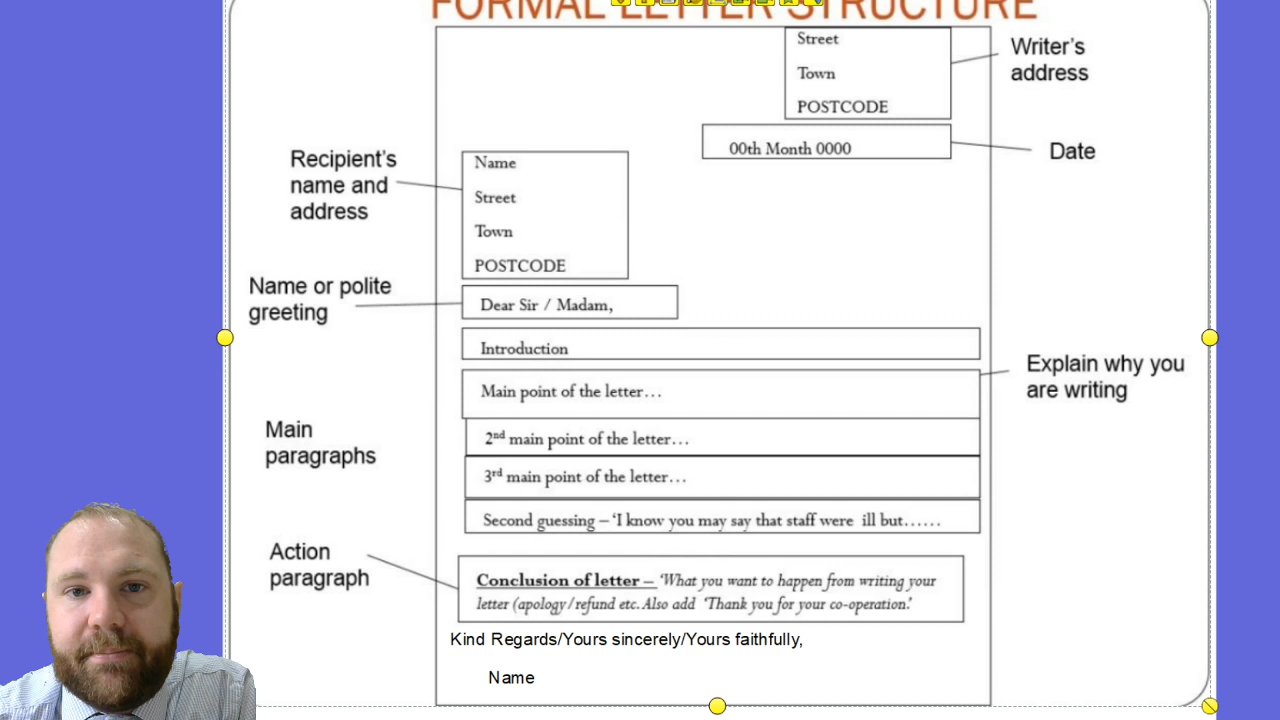 FORMAL LETTER STRUCTURE
Street
Town
POSTCODE
Writer's
address
00th Month 0000
Date
Recipient's
name and
address
Name
Street
Town
POSTCODE
Name or polite
greeting
Dear Sir / Madam,
Introduction
Explain why you
are writing
Main point of the letter…
Main
paragraphs
2nd main point of the letter…
3rd main point of the letter…
Second guessing – 'I know you may say that staff were ill but……
Action
paragraph
Conclusion of letter – 'What you want to happen from writing your
letter (apology/refund etc. Also add 'Thank you for your co-operation.'
Kind Regards/Yours sincerely/Yours faithfully,
Name